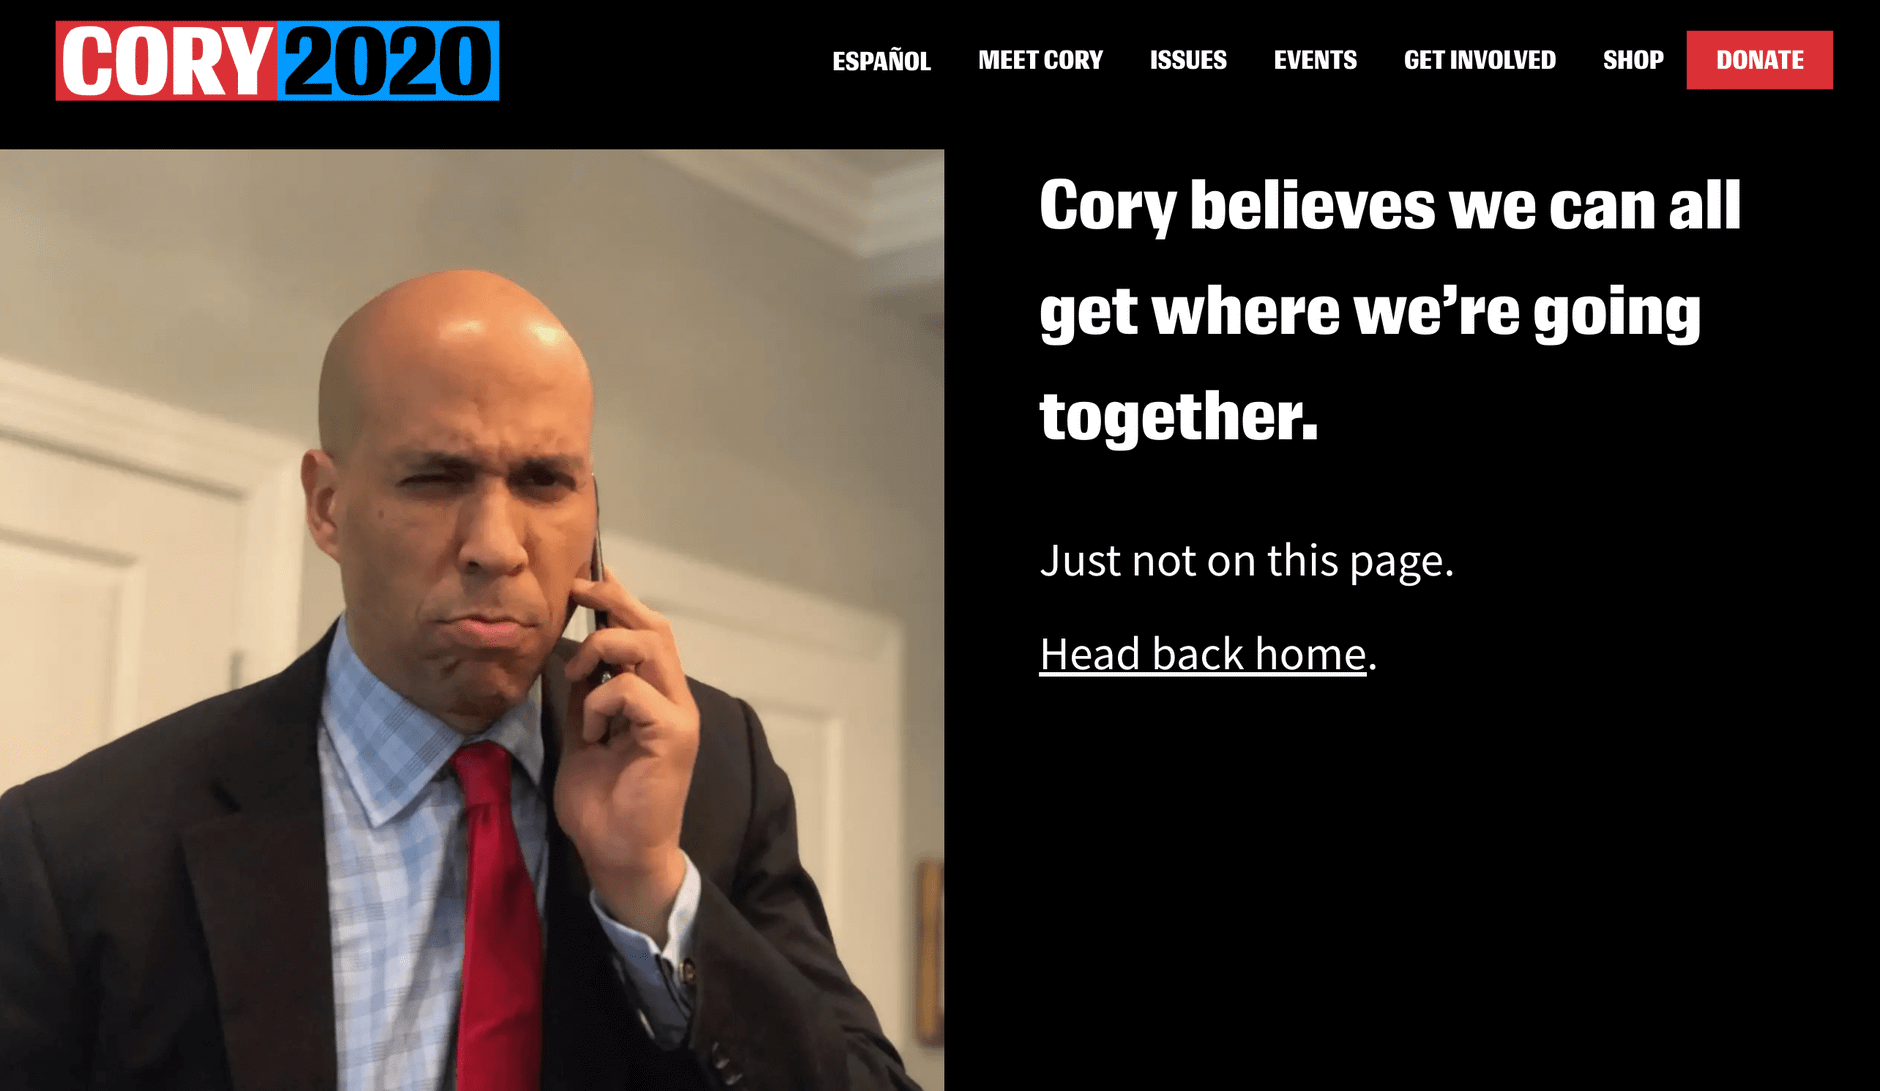 CORY 2020
ESPAÑOL MEET CORY ISSUES EVENTS GET INVOLVED SHOP DONATE
Cory believes we can all
get where we’re going
together.
Just not on this page.
Head back home.